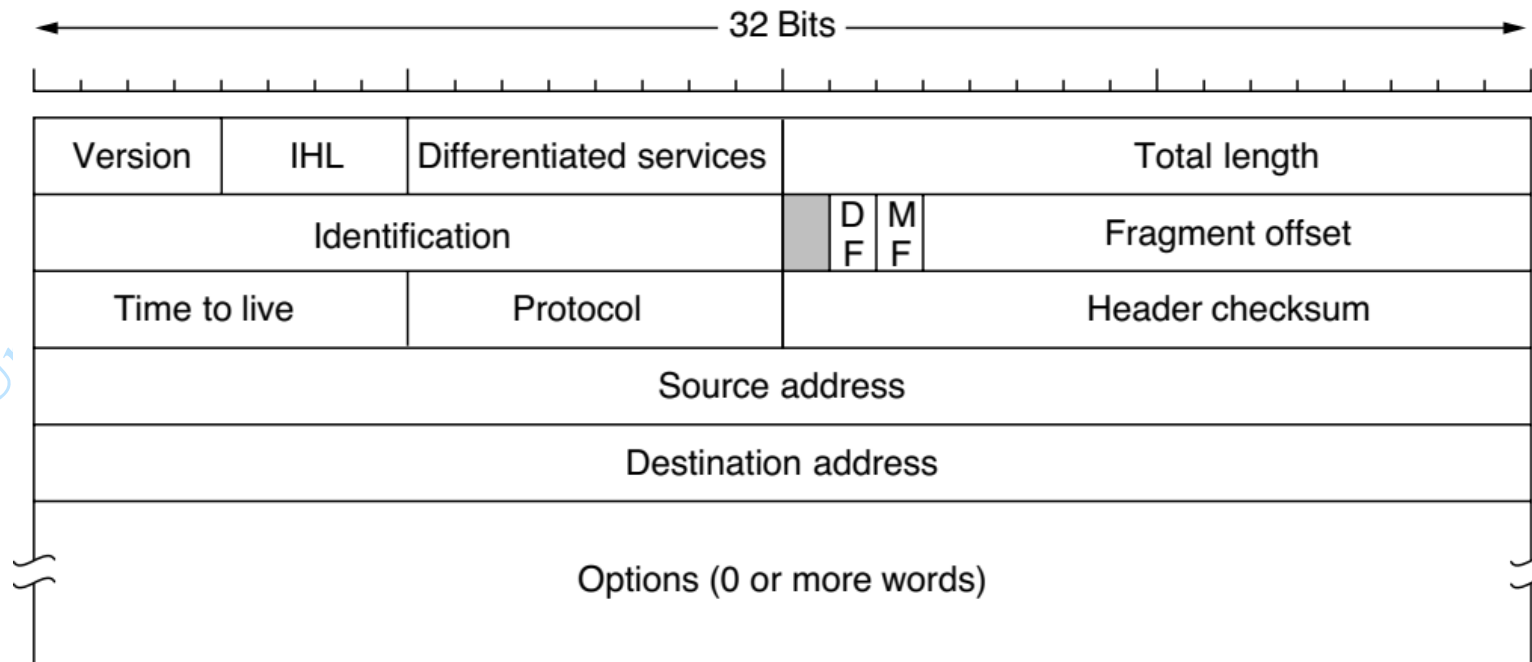 32 Bits
Version IHL Differentiated services Total length
Identification D F M F Fragment offset
Time to live Protocol Header checksum
Source address
Destination address
Options (0 or more words)